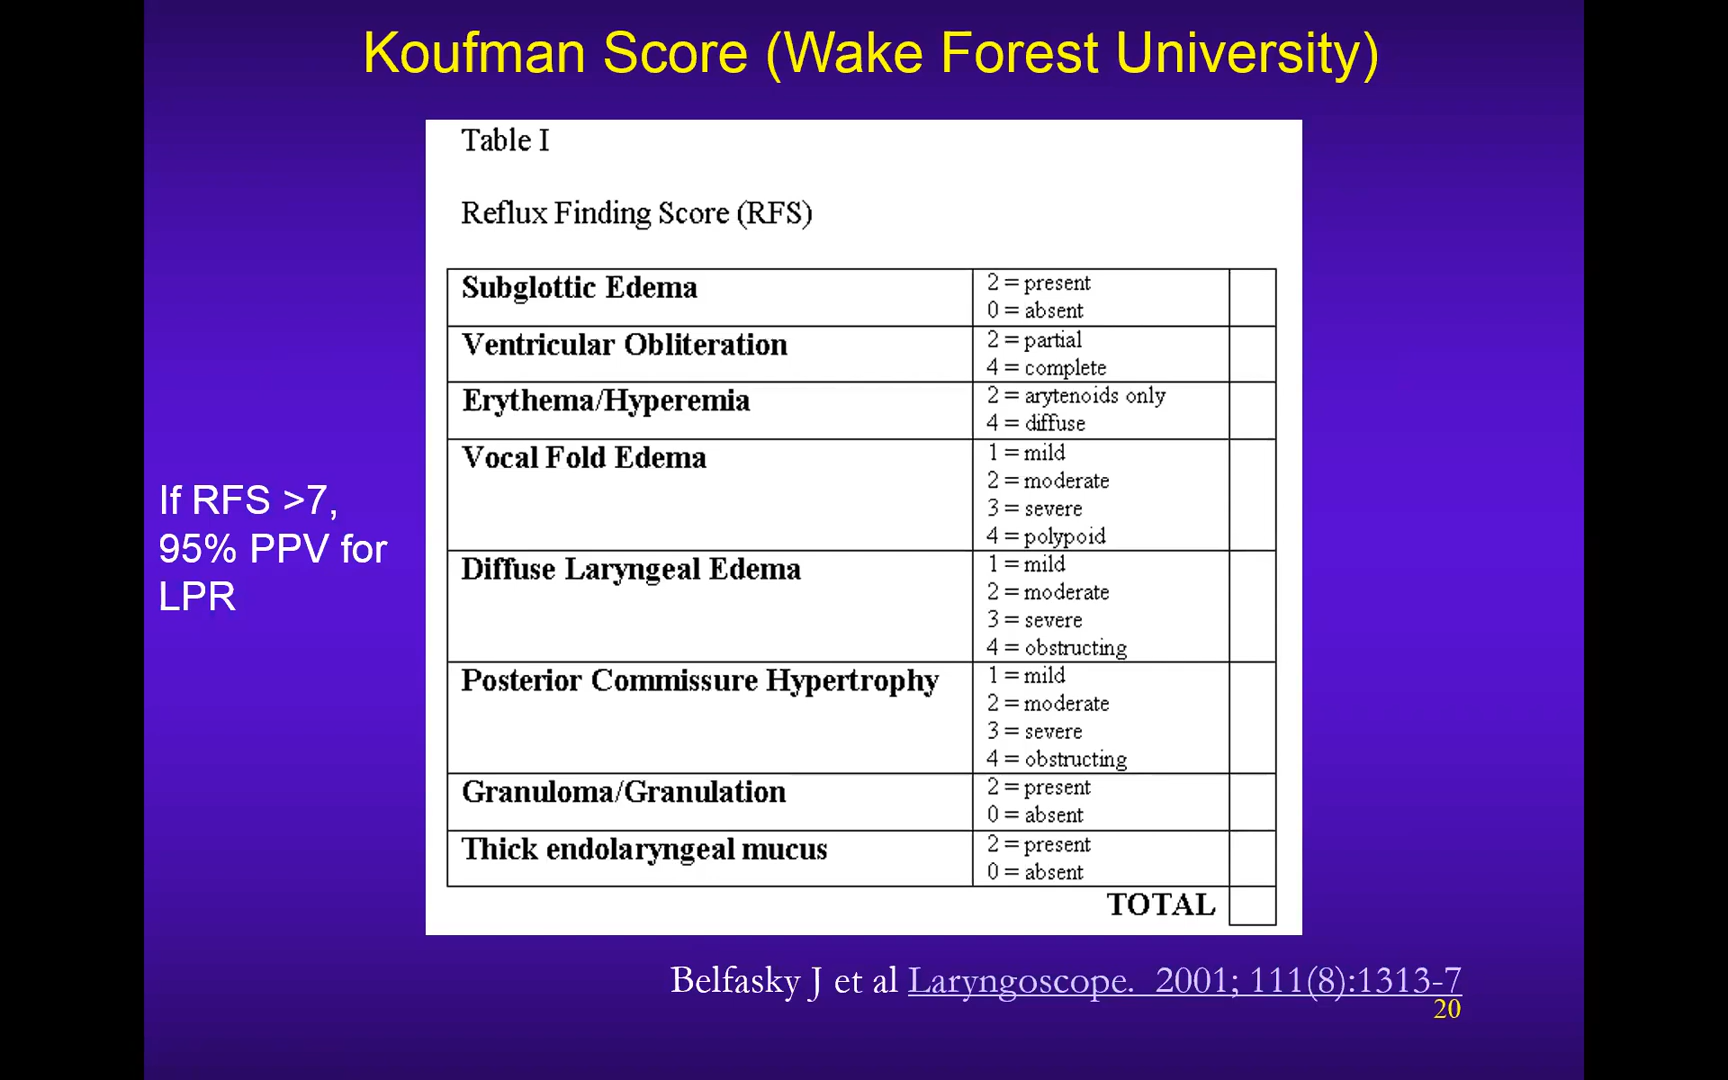 Koufman Score (Wake Forest University)
Table I
Reflux Finding Score (RFS)
Subglottic Edema
2 = present
0 = absent
Ventricular Obliteration
2 = partial
4 = complete
Erythema/Hyperemia
2 = arytenoids only
4 = diffuse
Vocal Fold Edema
1 = mild
2 = moderate
3 = severe
4 = polypoid
Diffuse Laryngeal Edema
1 = mild
2 = moderate
3 = severe
4 = obstructing
Posterior Commissure Hypertrophy
1 = mild
2 = moderate
3 = severe
4 = obstructing
Granuloma/Granulation
2 = present
0 = absent
Thick endolaryngeal mucus
2 = present
0 = absent
TOTAL
If RFS >7,
95% PPV for
LPR
Belfasky J et al Laryngoscope. 2001; 111(8):1313-7
20